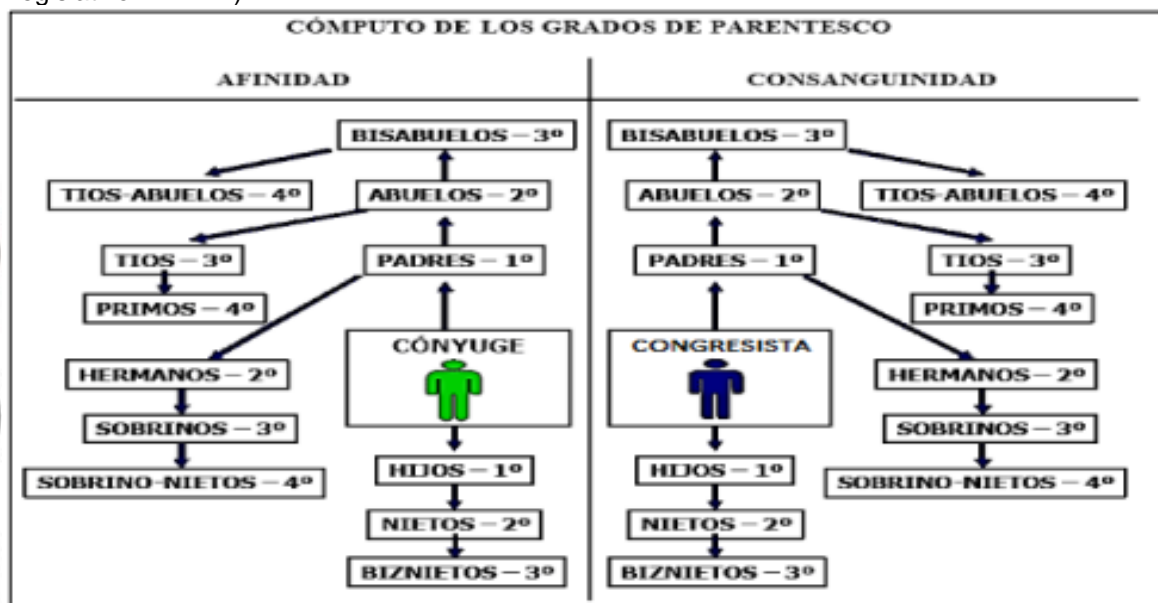 CÓMPUTO DE LOS GRADOS DE PARENTESCO
AFINIDAD
CONSANGUINIDAD
BISABUELOS – 3º
TIOS-ABUELOS – 4º
ABUELOS – 2º
TIOS – 3º
PADRES – 1º
PRIMOS – 4º
CÓNYUGE
HERMANOS – 2º
SOBRINOS – 3º
SOBRINO-NIETOS – 4º
HIJOS – 1º
NIETOS – 2º
BIZNIETOS – 3º
BISABUELOS – 3º
ABUELOS – 2º
TIOS-ABUELOS – 4º
PADRES – 1º
TIOS – 3º
PRIMOS – 4º
CONGRESISTA
HERMANOS – 2º
SOBRINOS – 3º
SOBRINO-NIETOS – 4º
HIJOS – 1º
NIETOS – 2º
BIZNIETOS – 3º